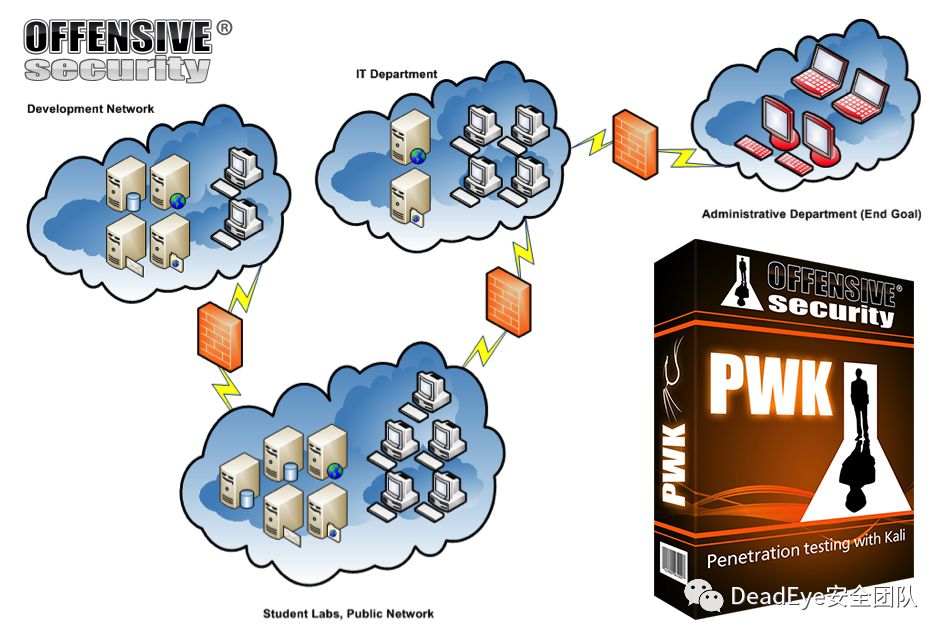 OFFENSIVE®
security
Development Network
IT Department
Administrative Department (End Goal)
Student Labs, Public Network
OFFENSIVE®
security
PWK
PWK
Penetration testing with Kali
DeadEye安全团队